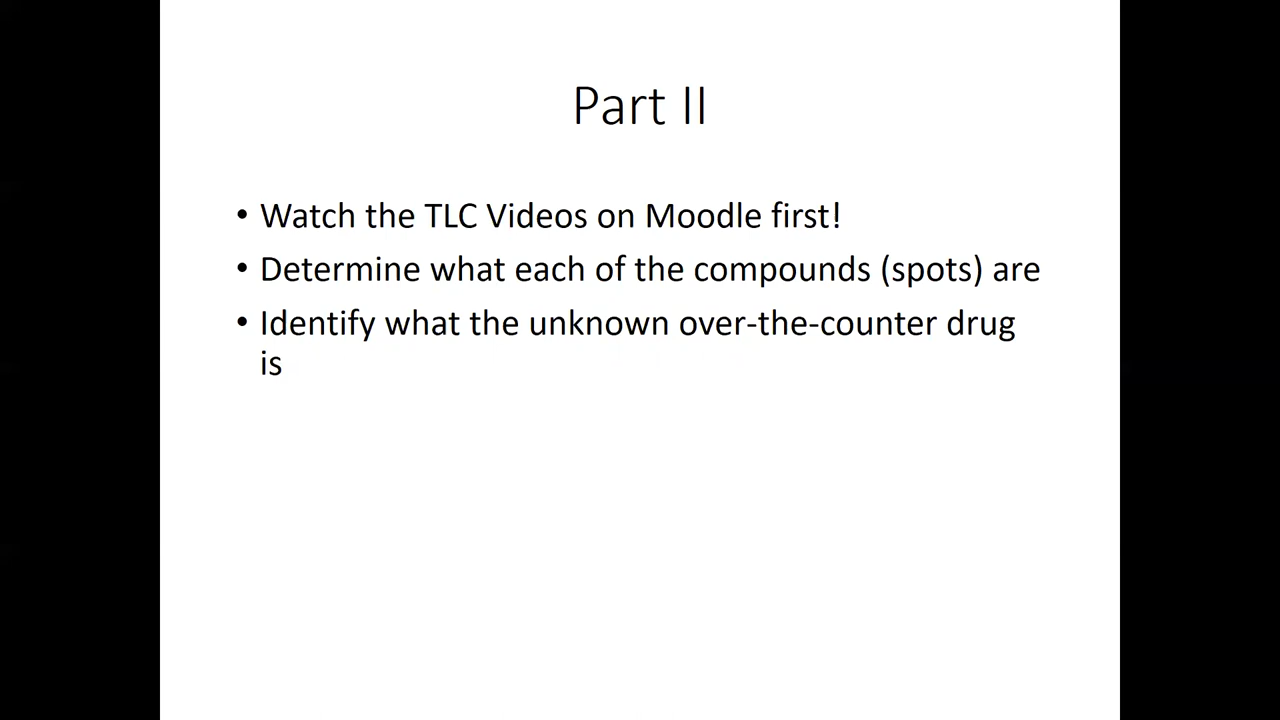 Part II
• Watch the TLC Videos on Moodle first!
• Determine what each of the compounds (spots) are
• Identify what the unknown over-the-counter drug
is